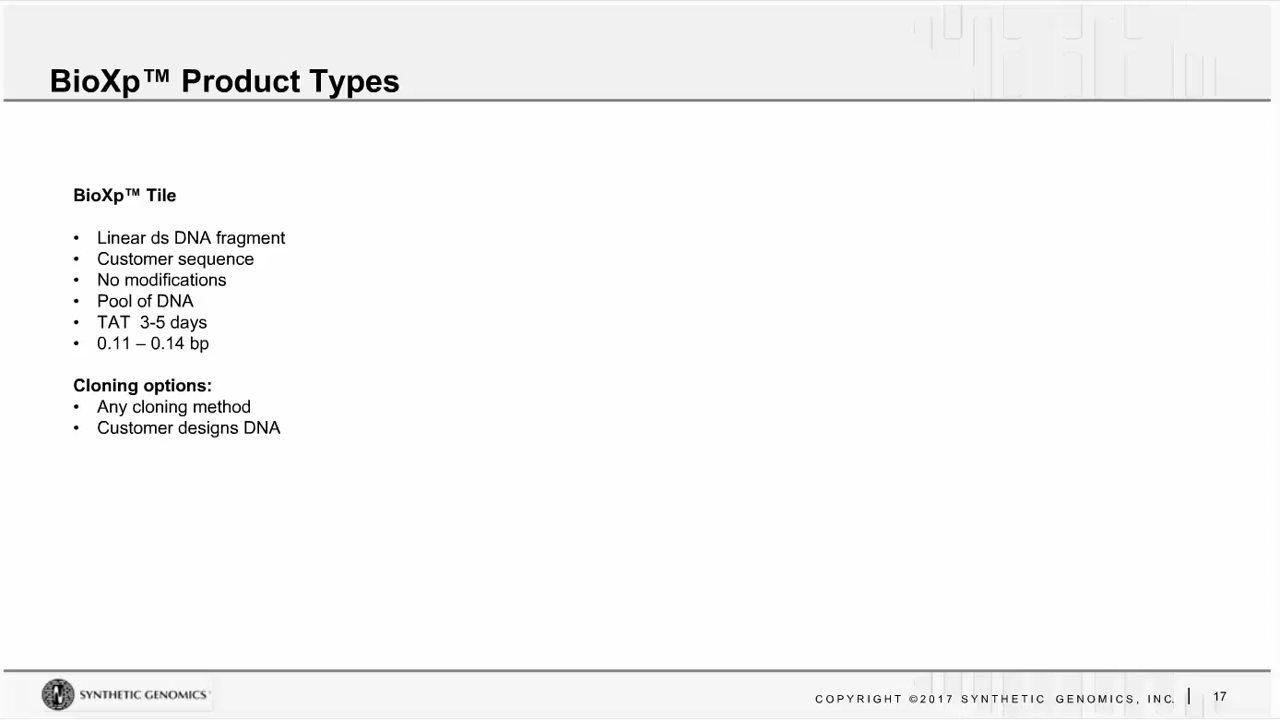 BioXp™ Product Types
BioXp™ Tile
• Linear ds DNA fragment
• Customer sequence
• No modifications
• Pool of DNA
• TAT 3-5 days
• 0.11 – 0.14 bp
Cloning options:
• Any cloning method
• Customer designs DNA
SYNTHETIC GENOMICS
COPYRIGHT ©2017 SYNTHETIC GENOMICS, INC. | 17